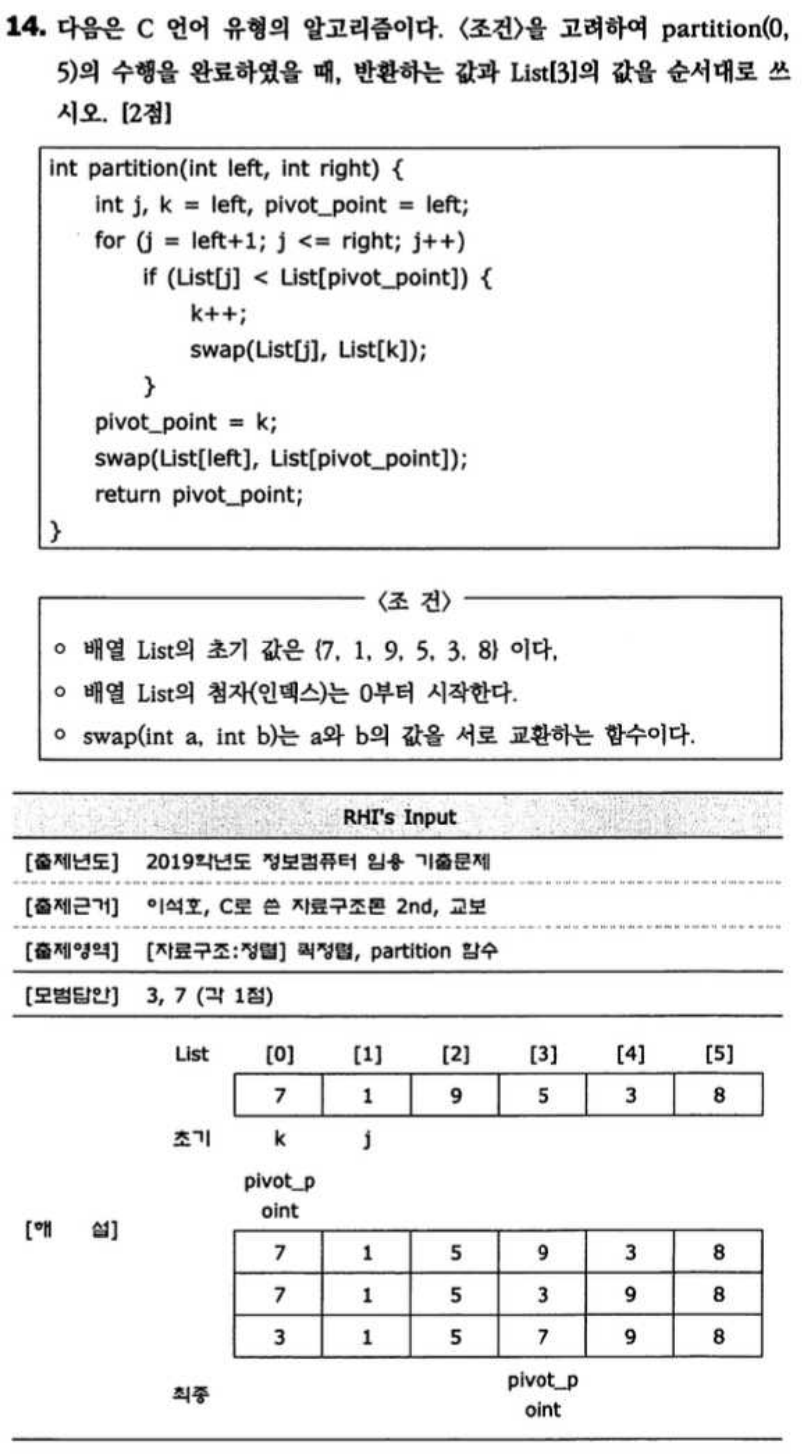 14. 다음은 C 언어 유형의 알고리즘이다. 〈조건〉을 고려하여 partition(0,
5)의 수행을 완료하였을 때, 반환하는 값과 List[3]의 값을 순서대로 쓰
시오. [2점]
int partition(int left, int right) {
int j, k = left, pivot_point = left;
for (j = left+1; j <= right; j++)
if (List[j] < List[pivot_point]) {
k++;
swap(List[j], List[k]);
}
pivot_point = k;
swap(List[left], List[pivot_point]);
return pivot_point;
}
〈조 건〉
○ 배열 List의 초기 값은 {7, 1, 9, 5, 3, 8} 이다,
○ 배열 List의 첨자(인덱스)는 0부터 시작한다.
○ swap(int a, int b)는 a와 b의 값을 서로 교환하는 함수이다.
RHI's Input
[출제년도] 2019학년도 정보컴퓨터 임용 기출문제
[출제근거] 이석호, C로 쓴 자료구조론 2nd, 교보
[출제영역] [자료구조:정렬] 퀵정렬, partition 함수
[모범답안] 3, 7 (각 1점)
List [0] [1] [2] [3] [4] [5]
7 1 9 5 3 8
초기 k j
pivot_p
oint
[해 설]
7 1 5 9 3 8
7 1 5 3 9 8
3 1 5 7 9 8
최종 pivot_p
oint